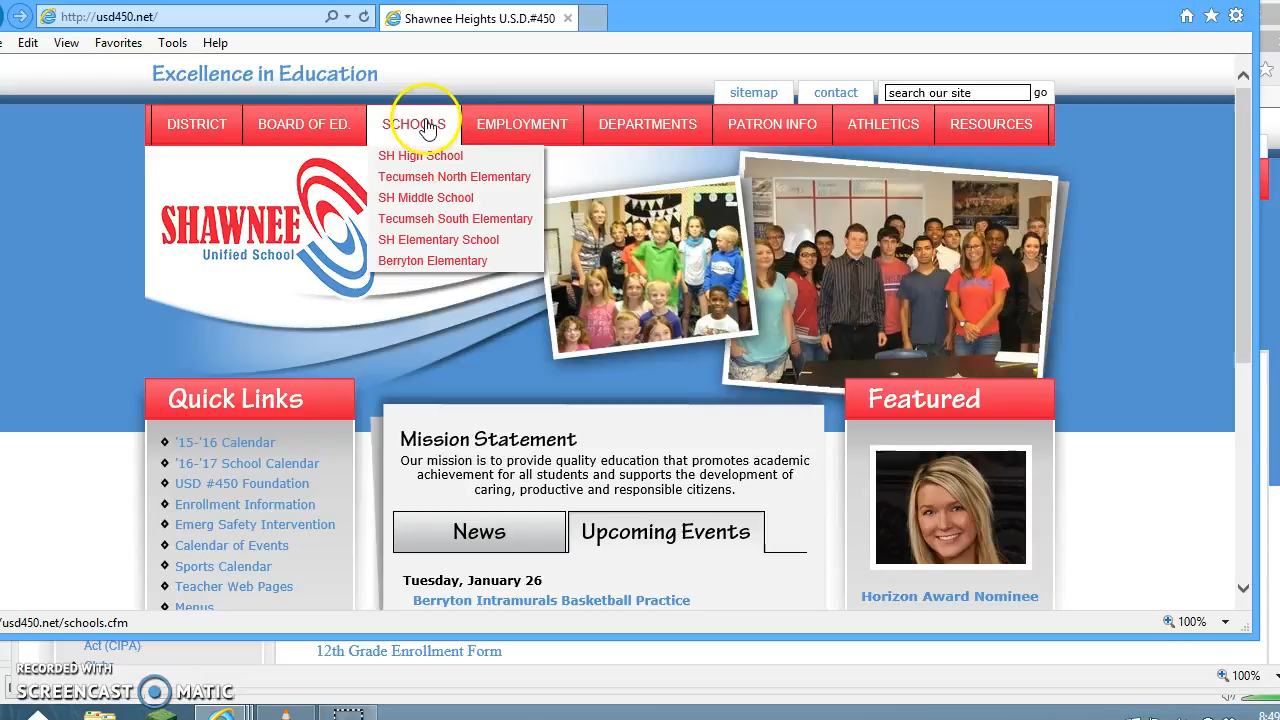 http://usd450.net/
Shawnee Heights U.S.D.#450
Edit View Favorites Tools Help
Excellence in Education
sitemap contact search our site go
DISTRICT BOARD OF ED. SCHOOLS EMPLOYMENT DEPARTMENTS PATRON INFO ATHLETICS RESOURCES
SH High School
Tecumseh North Elementary
SH Middle School
Tecumseh South Elementary
SH Elementary School
Berryton Elementary
SHAWNEE
Unified School
Quick Links
'15-'16 Calendar
'16-'17 School Calendar
USD #450 Foundation
Enrollment Information
Emerg Safety Intervention
Calendar of Events
Sports Calendar
Teacher Web Pages
Menus
Mission Statement
Our mission is to provide quality education that promotes academic
achievement for all students and supports the development of
caring, productive and responsible citizens.
News Upcoming Events
Tuesday, January 26
Berryton Intramurals Basketball Practice
Featured
Horizon Award Nominee
/usd450.net/schools.cfm
100%
Act (CIPA)
12th Grade Enrollment Form
100%
RECORDED WITH
SCREENCAST MATIC